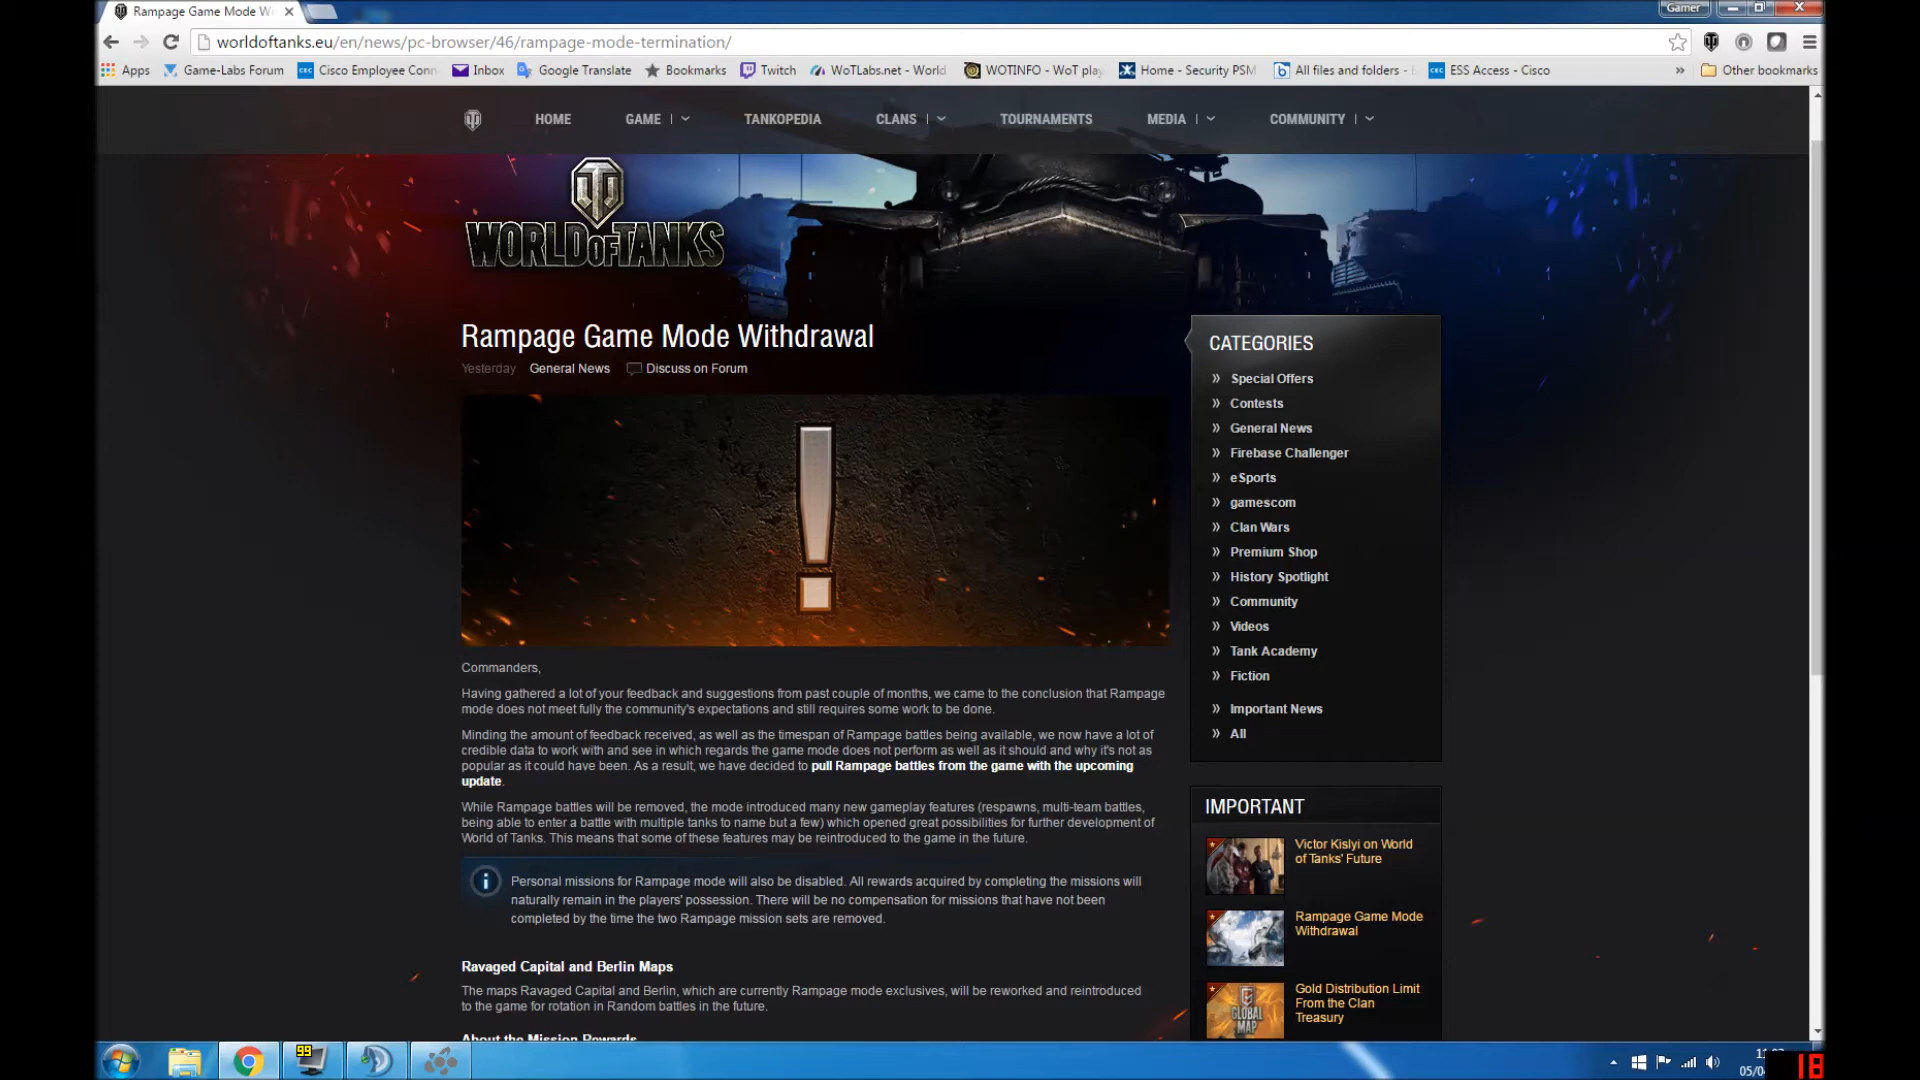 Rampage Game Mode W
Gamer
worldoftanks.eu/en/news/pc-browser/46/rampage-mode-termination/
Apps Game-Labs Forum Cisco Employee Conn Inbox Google Translate Bookmarks Twitch WoTLabs.net - World WOTINFO - WoT play Home - Security PSM All files and folders - ESS Access - Cisco » Other bookmarks
HOME GAME TANKOPEDIA CLANS TOURNAMENTS MEDIA COMMUNITY
WORLD OF TANKS
Rampage Game Mode Withdrawal
Yesterday General News Discuss on Forum
Commanders,
Having gathered a lot of your feedback and suggestions from past couple of months, we came to the conclusion that Rampage
mode does not meet fully the community's expectations and still requires some work to be done.
Minding the amount of feedback received, as well as the timespan of Rampage battles being available, we now have a lot of
credible data to work with and see in which regards the game mode does not perform as well as it should and why it's not as
popular as it could have been. As a result, we have decided to pull Rampage battles from the game with the upcoming
update.
While Rampage battles will be removed, the mode introduced many new gameplay features (respawns, multi-team battles,
being able to enter a battle with multiple tanks to name but a few) which opened great possibilities for further development of
World of Tanks. This means that some of these features may be reintroduced to the game in the future.
Personal missions for Rampage mode will also be disabled. All rewards acquired by completing the missions will
naturally remain in the players' possession. There will be no compensation for missions that have not been
completed by the time the two Rampage mission sets are removed.
Ravaged Capital and Berlin Maps
The maps Ravaged Capital and Berlin, which are currently Rampage mode exclusives, will be reworked and reintroduced
to the game for rotation in Random battles in the future.
About the Mission Rewards
CATEGORIES
» Special Offers
» Contests
» General News
» Firebase Challenger
» eSports
» gamescom
» Clan Wars
» Premium Shop
» History Spotlight
» Community
» Videos
» Tank Academy
» Fiction
» Important News
» All
IMPORTANT
Victor Kislyi on World
of Tanks' Future
Rampage Game Mode
Withdrawal
GLOBAL
MAP
Gold Distribution Limit
From the Clan
Treasury
99
05/0
18